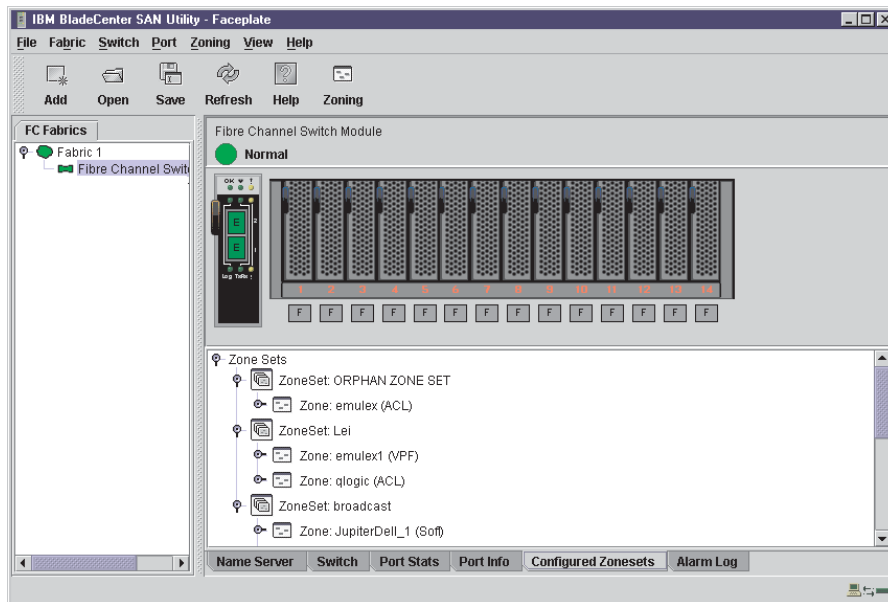 IBM BladeCenter SAN Utility - Faceplate
File Fabric Switch Port Zoning View Help
Add Open Save Refresh Help Zoning
FC Fabrics
Fabric 1
Fibre Channel Swit
Fibre Channel Switch Module
Normal
OK
E 2
E 1
Log TxRx !
1 2 3 4 5 6 7 8 9 10 11 12 13 14
F F F F F F F F F F F F F F
Zone Sets
ZoneSet: ORPHAN ZONE SET
Zone: emulex (ACL)
ZoneSet: Lei
Zone: emulex1 (VPF)
Zone: qlogic (ACL)
ZoneSet: broadcast
Zone: JupiterDell_1 (Soft)
Name Server Switch Port Stats Port Info Configured Zonesets Alarm Log